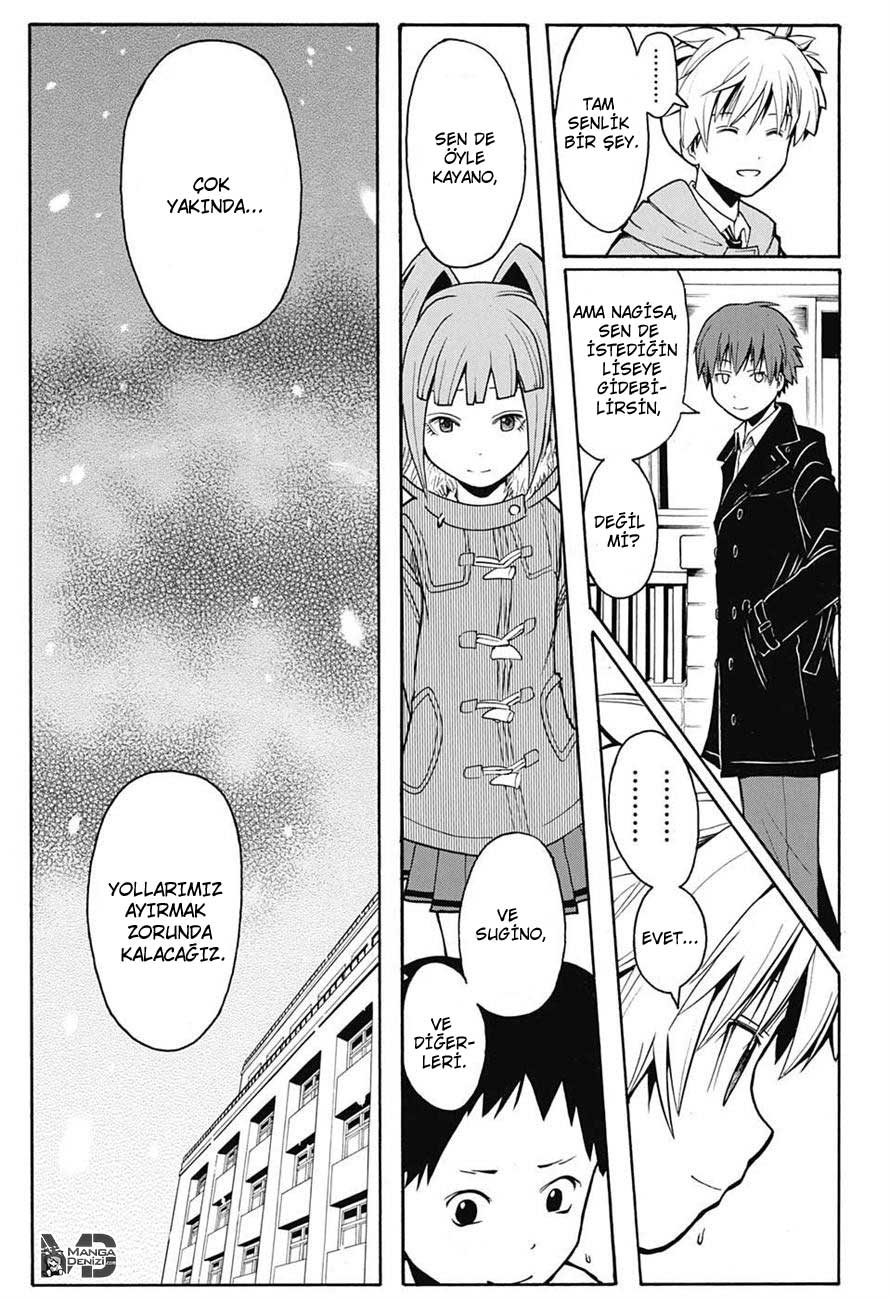 .......
TAM
SENLİK
BİR ŞEY.
AMA NAGİSA,
SEN DE
İSTEDİĞİN
LİSEYE
GİDEBİ-
LİRSİN,
DEĞİL
Mİ?
..........
EVET...
SEN DE
ÖYLE
KAYANO,
VE
SUGİNO,
VE
DİĞER-
LERİ.
ÇOK
YAKINDA...
YOLLARIMIZ
AYIRMAK
ZORUNDA
KALACAĞIZ.
MANGA
DENİZİ